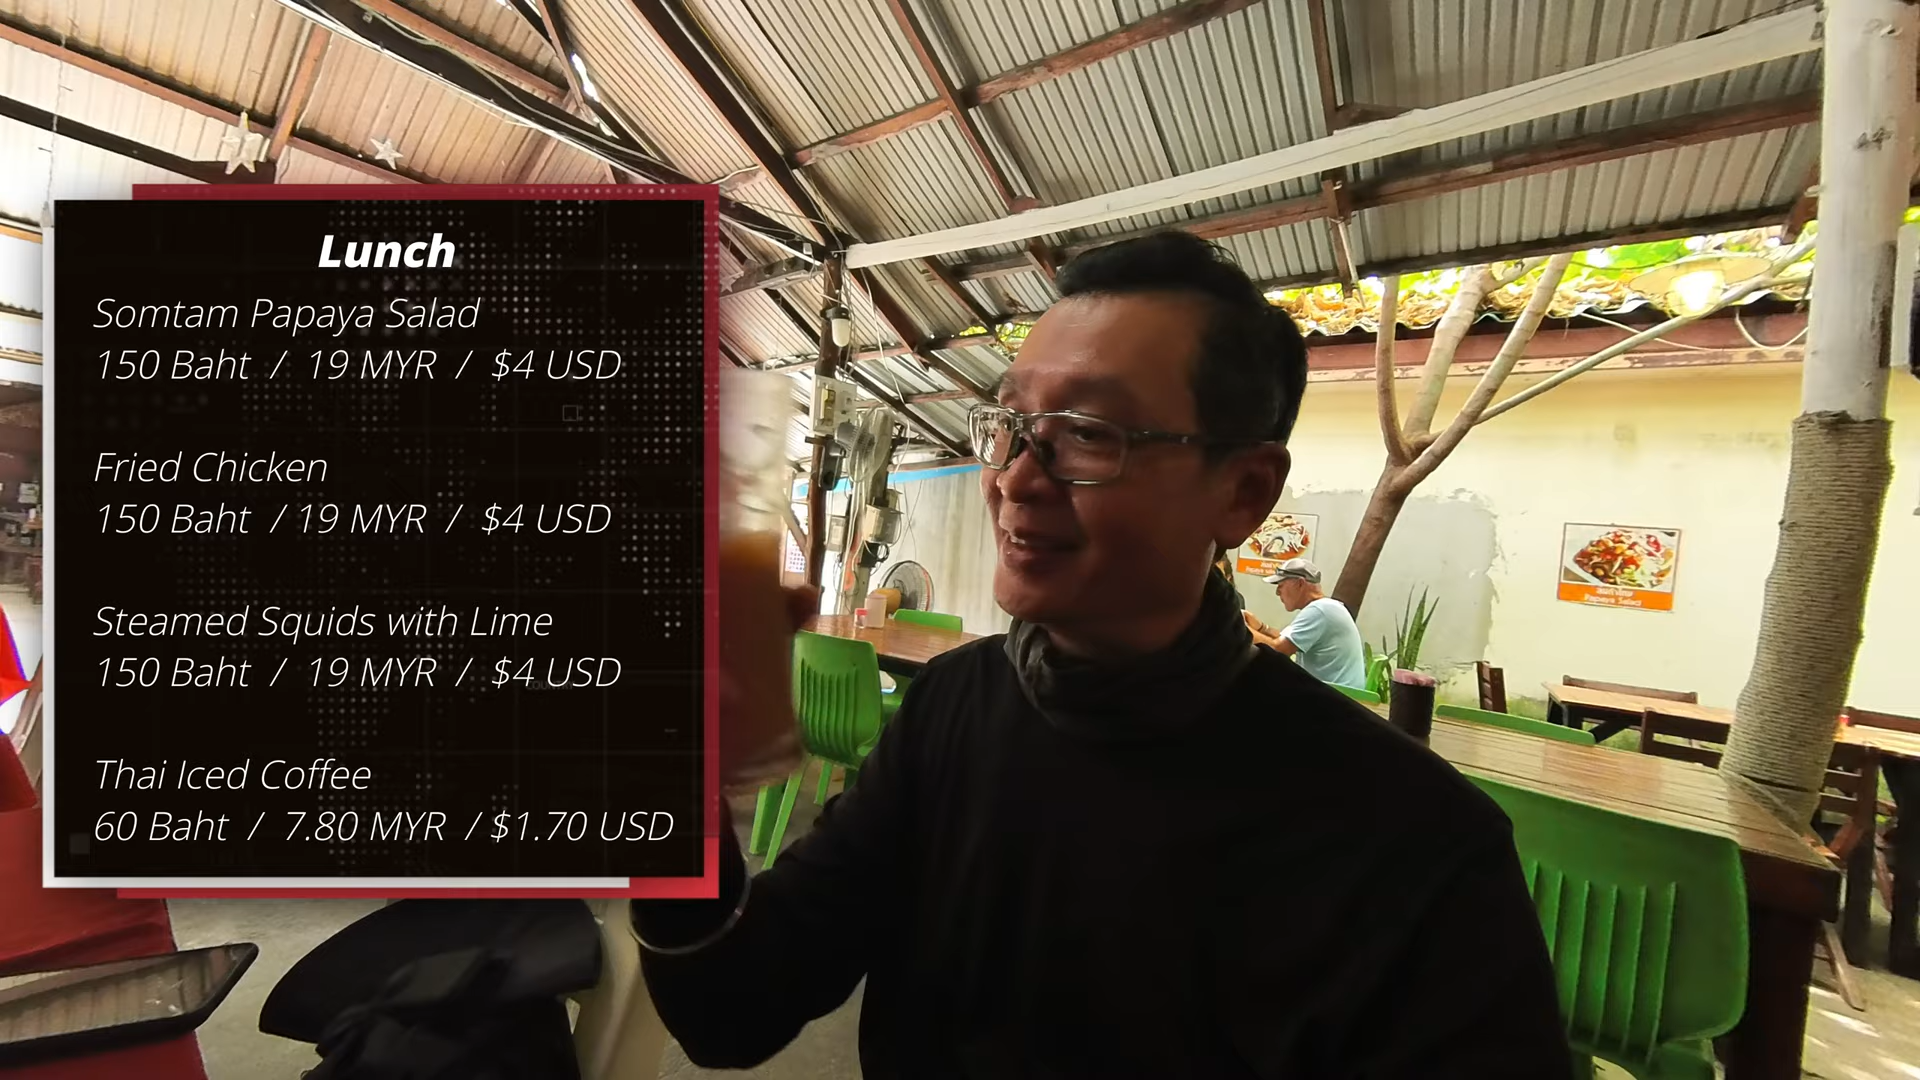 Lunch
Somtam Papaya Salad
150 Baht / 19 MYR / $4 USD
Fried Chicken
150 Baht / 19 MYR / $4 USD
Steamed Squids with Lime
150 Baht / 19 MYR / $4 USD
Thai Iced Coffee
60 Baht / 7.80 MYR / $1.70 USD
Papaya Salad